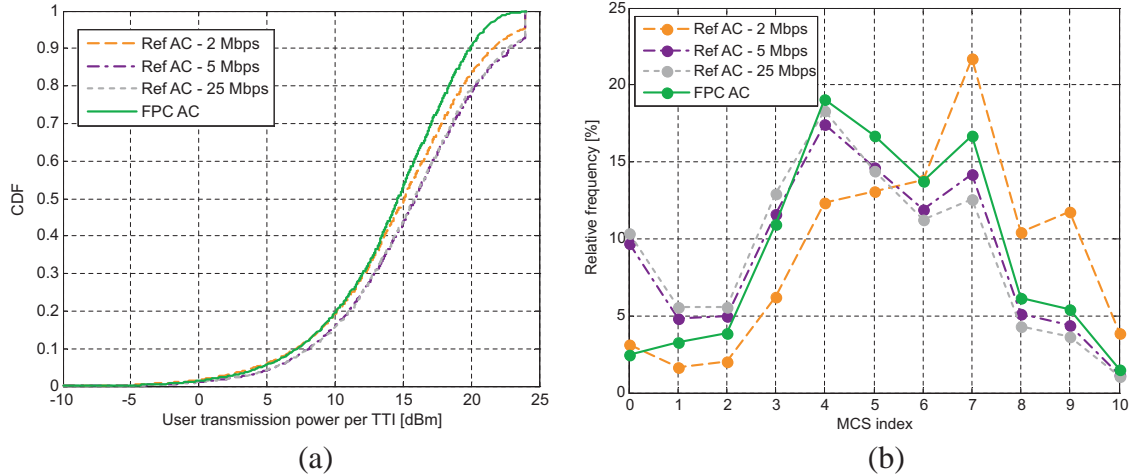 1
0.9
0.8
0.7
0.6
0.5
0.4
0.3
0.2
0.1
0
CDF
Ref AC - 2 Mbps
Ref AC - 5 Mbps
Ref AC - 25 Mbps
FPC AC
-10 -5 0 5 10 15 20 25
User transmission power per TTI [dBm]
(a)
25
20
15
10
5
0
Relative frequency [%]
Ref AC - 2 Mbps
Ref AC - 5 Mbps
Ref AC - 25 Mbps
FPC AC
0 1 2 3 4 5 6 7 8 9 10
MCS index
(b)